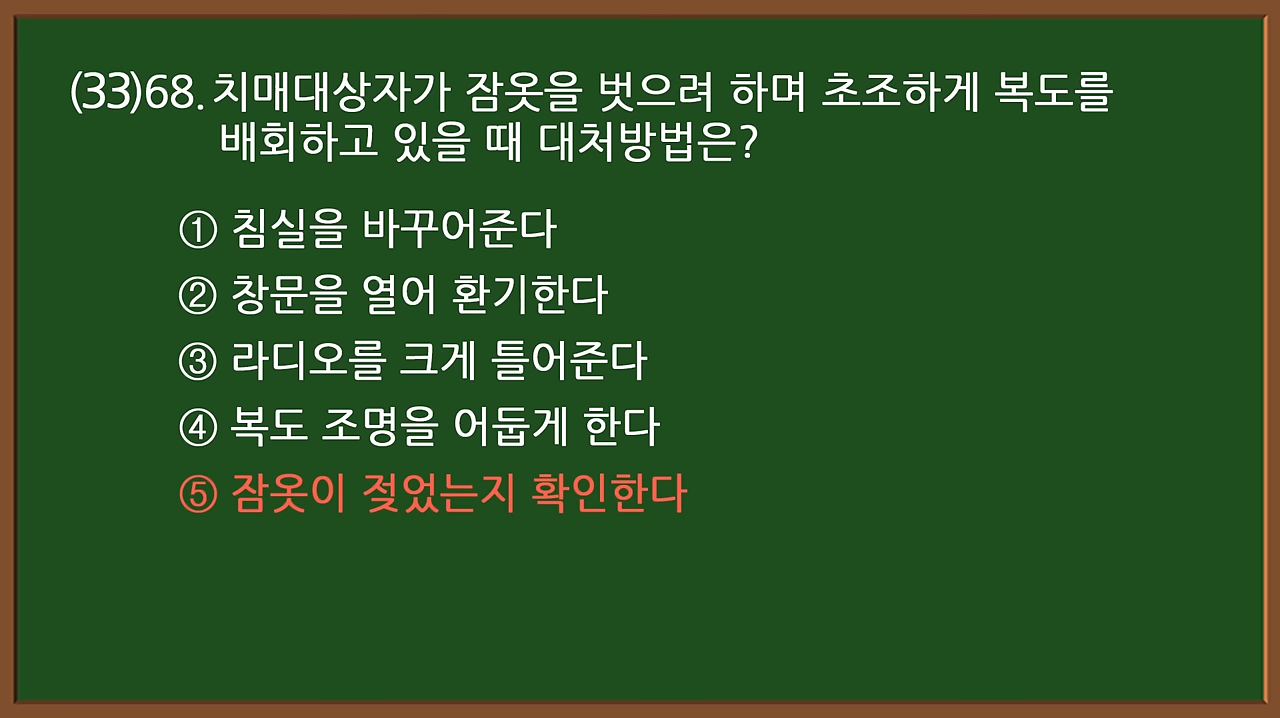 (33)68. 치매대상자가 잠옷을 벗으려 하며 초조하게 복도를
배회하고 있을 때 대처방법은?
① 침실을 바꾸어준다
② 창문을 열어 환기한다
③ 라디오를 크게 틀어준다
④ 복도 조명을 어둡게 한다
⑤ 잠옷이 젖었는지 확인한다